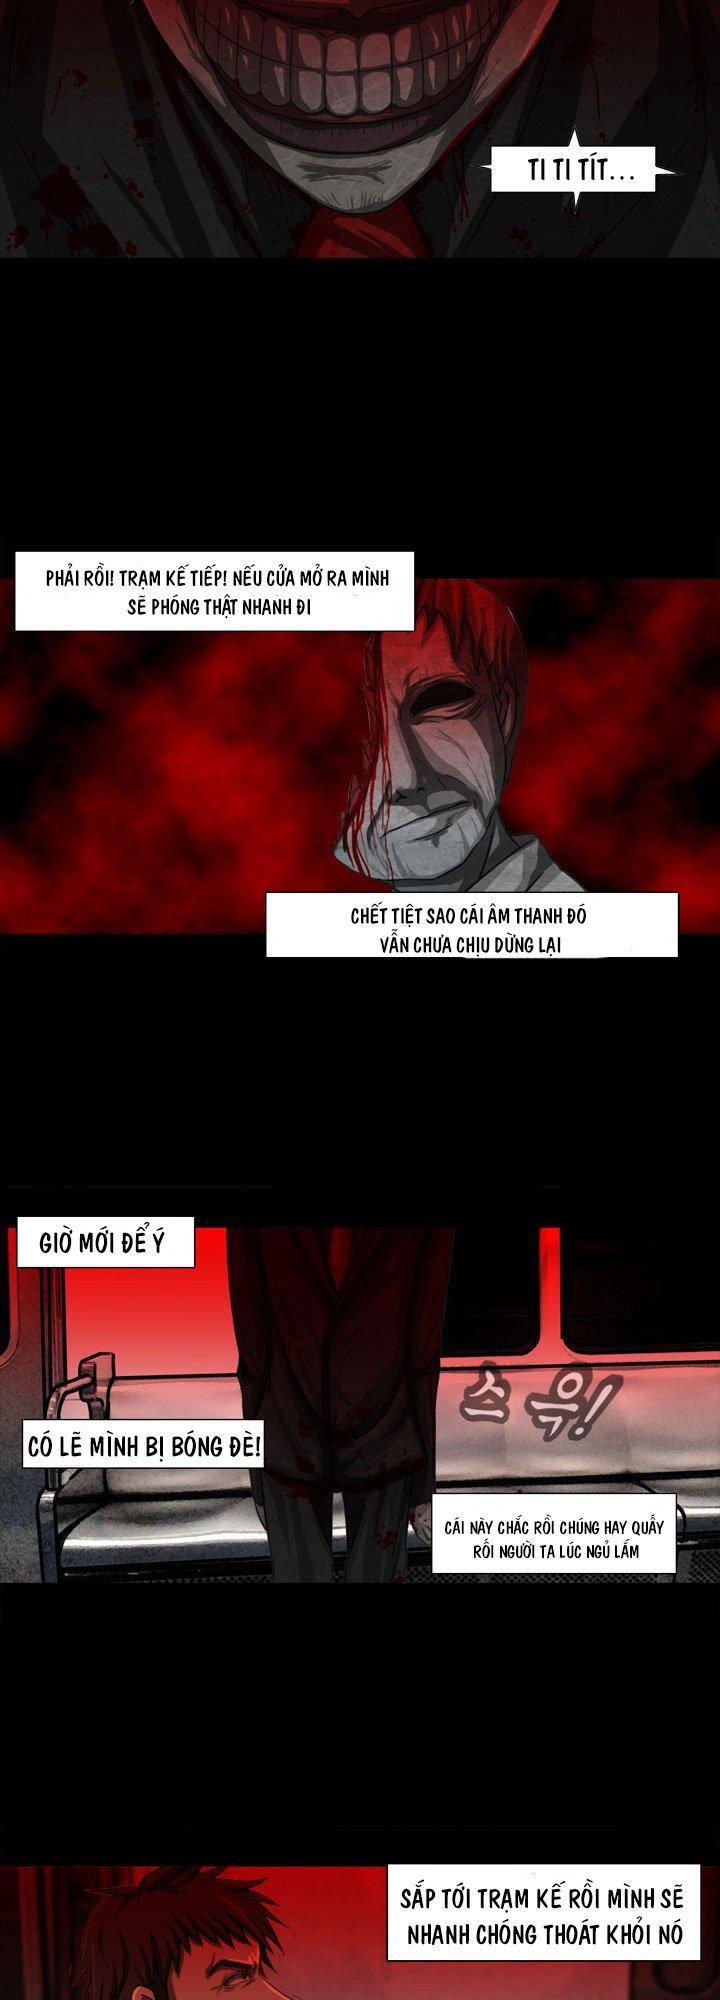 TI TI TÍT...
PHẢI RỒI! TRẠM KẾ TIẾP! NẾU CỬA MỞ RA MÌNH
SẼ PHÓNG THẬT NHANH ĐI
CHẾT TIỆT SAO CÁI ÂM THANH ĐÓ
VẪN CHƯA CHỊU DỪNG LẠI
GIỜ MỚI ĐỂ Ý
스윽!
CÓ LẼ MÌNH BỊ BÓNG ĐÈ!
CÁI NÀY CHẮC RỒI CHÚNG HAY QUẤY
RỐI NGƯỜI TA LÚC NGỦ LẮM
SẮP TỚI TRẠM KẾ RỒI MÌNH SẼ
NHANH CHÓNG THOÁT KHỎI NÓ